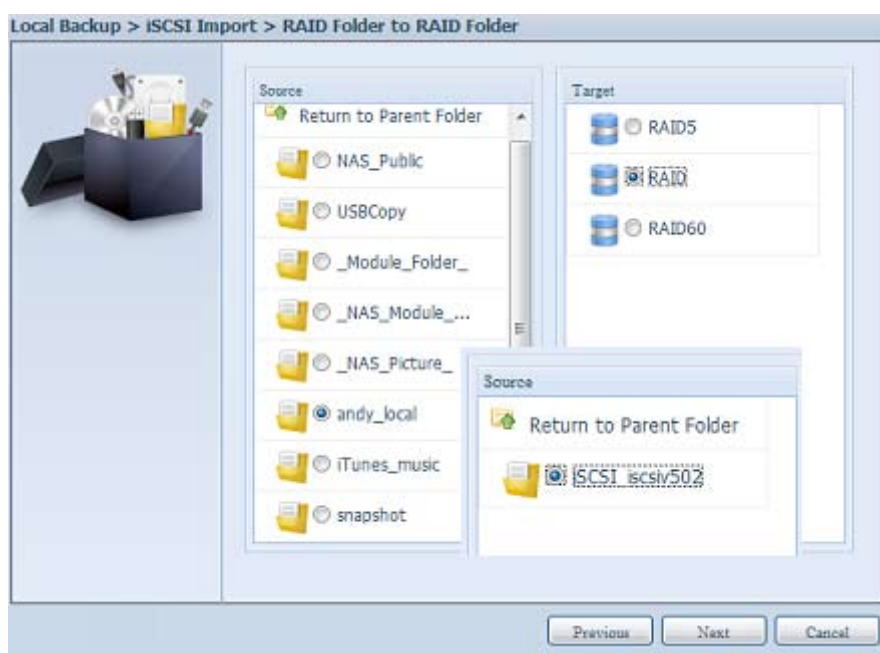 Local Backup > iSCSI Import > RAID Folder to RAID Folder
Source
Return to Parent Folder
NAS_Public
USBCopy
_Module_Folder_
_NAS_Module_...
_NAS_Picture_
andy_local
iTunes_music
snapshot
Target
RAID5
RAID
RAID60
Source
Return to Parent Folder
iSCSI_iscsiv502
Previous
Next
Cancel